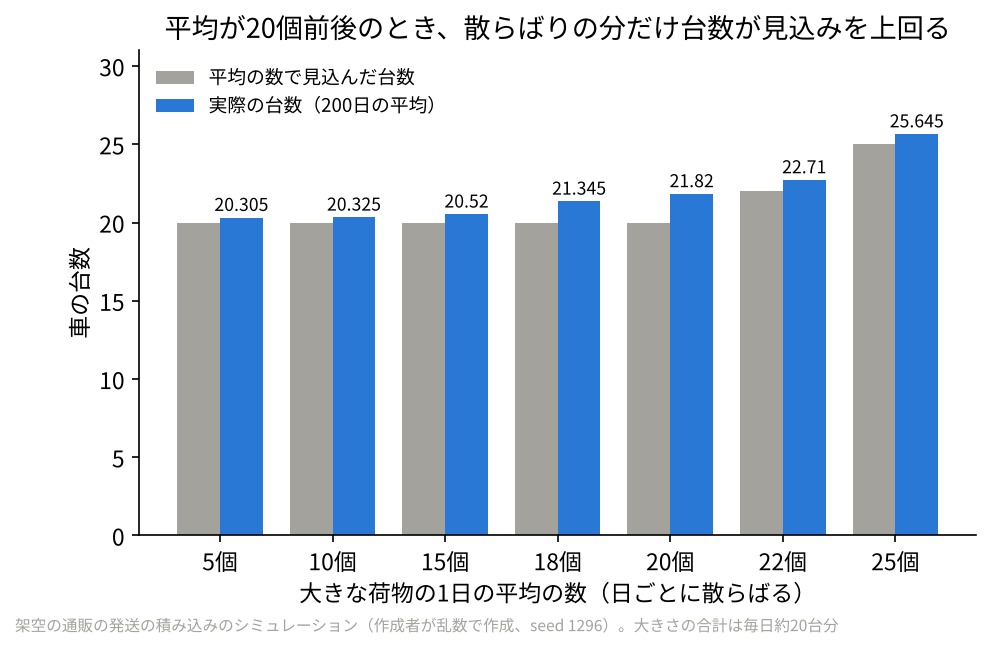 平均が20個前後のとき、散らばりの分だけ台数が見込みを上回る
平均の数で見込んだ台数
実際の台数（200日の平均）
車の台数
30
25
20
15
10
5
0
20.305
20.325
20.52
21.345
21.82
22.71
25.645
5個
10個
15個
18個
20個
22個
25個
大きな荷物の1日の平均の数（日ごとに散らばる）
架空の通販の発送の積み込みのシミュレーション（作成者が乱数で作成、seed 1296）。大きさの合計は毎日約20台分